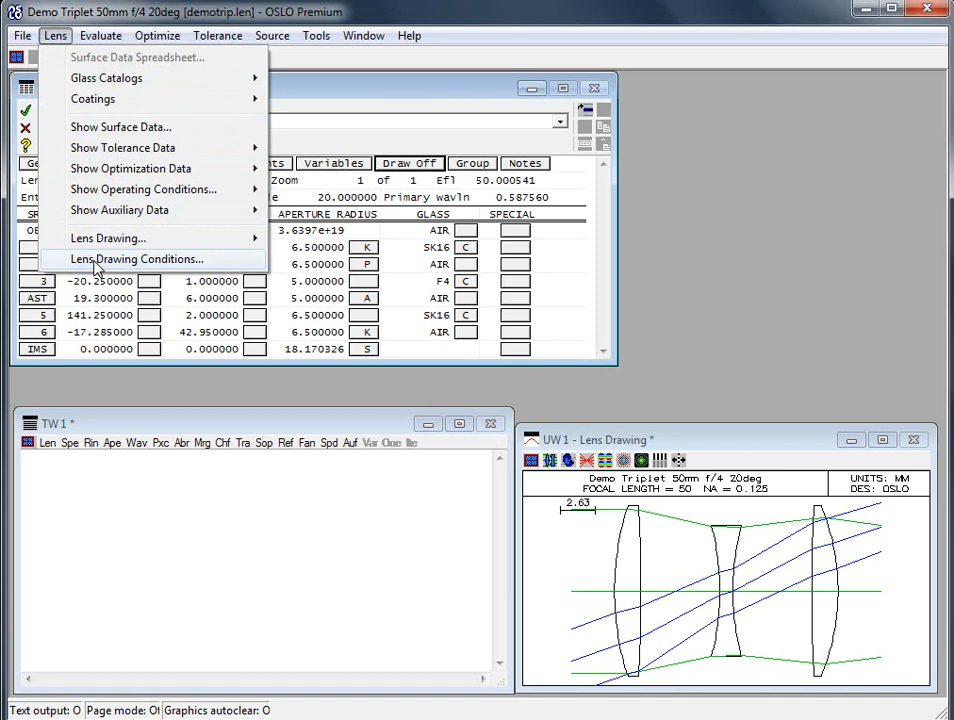 Demo Triplet 50mm f/4 20deg [demotrip.len] - OSLO Premium
File Lens Evaluate Optimize Tolerance Source Tools Window Help
Surface Data Spreadsheet...
Glass Catalogs
Coatings
Show Surface Data...
Show Tolerance Data
Show Optimization Data
Show Operating Conditions...
Show Auxiliary Data
Lens Drawing...
Lens Drawing Conditions...
Variables Draw Off Group Notes
Zoom 1 of 1 Efl 50.000541
20.000000 Primary wavln 0.587560
APERTURE RADIUS GLASS SPECIAL
3.6397e+19 AIR
6.500000 K SK16 C
6.500000 P AIR
3 -20.250000 1.000000 5.000000 F4 C
AST 19.300000 6.000000 5.000000 A AIR
5 141.250000 2.000000 6.500000 SK16 C
6 -17.285000 42.950000 6.500000 K AIR
IMS 0.000000 0.000000 18.170326 S
TW1 *
Len Spe Rin Ape Wav Pxc Abr Mrg Chf Tra Sop Ref Fan Spd Auf Var Ope Ite
UW1 - Lens Drawing *
Demo Triplet 50mm f/4 20deg
FOCAL LENGTH = 50 NA = 0.125
UNITS: MM
DES: OSLO
2.63
Text output: O Page mode: Of Graphics autoclear: O